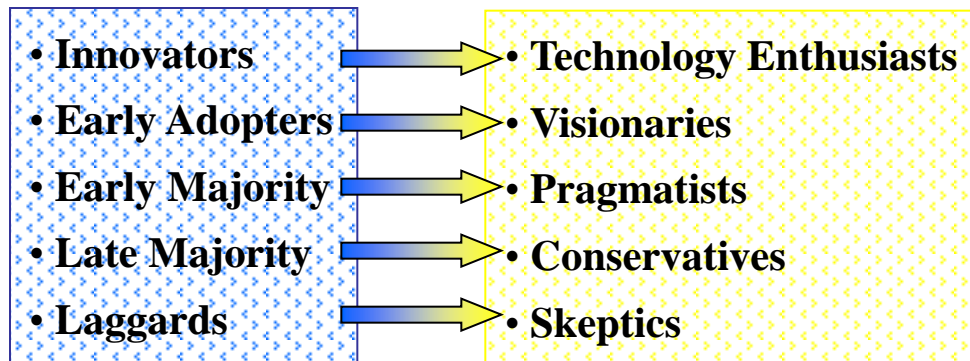 • Innovators
• Technology Enthusiasts
• Early Adopters
• Visionaries
• Early Majority
• Pragmatists
• Late Majority
• Conservatives
• Laggards
• Skeptics